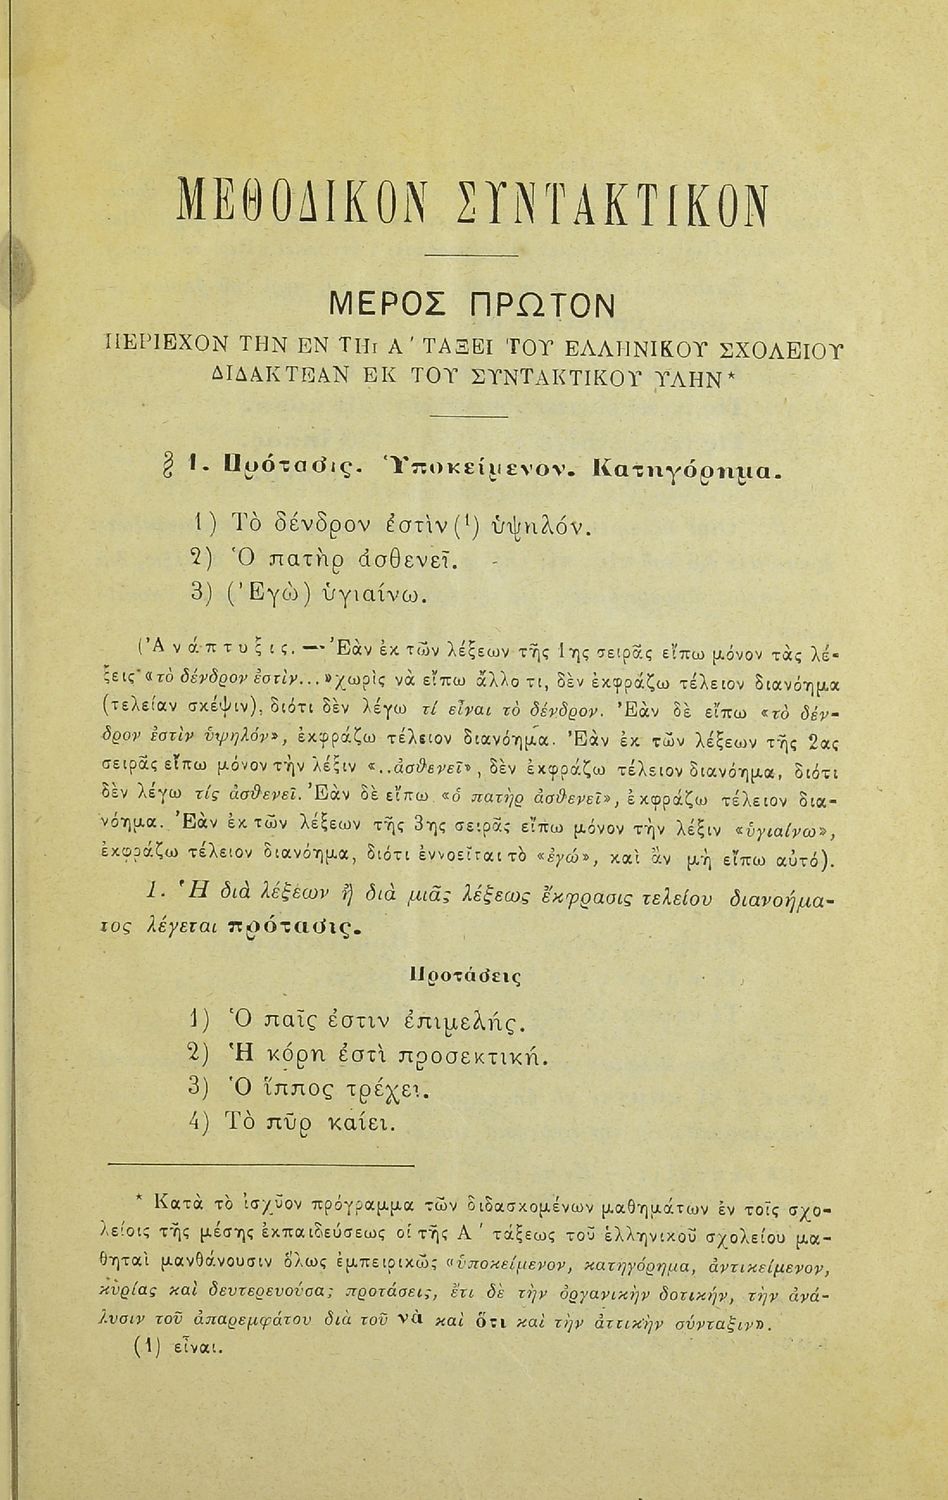 ΜΕΘΟΔΙΚΟΝ ΣΥΝΤΑΚΤΙΚΟΝ
ΜΕΡΟΣ ΠΡΩΤΟΝ
ΠΕΡΙΕΧΟΝ ΤΗΝ ΕΝ ΤΗι Α΄ ΤΑΞΕΙ ΤΟΥ ΕΛΛΗΝΙΚΟΥ ΣΧΟΛΕΙΟΥ
ΔΙΔΑΚΤΕΑΝ ΕΚ ΤΟΥ ΣΥΝΤΑΚΤΙΚΟΥ ΥΛΗΝ*
§ 1. Πρότασις. Ὑποκείμενον. Κατηγόρημα.
1) Τὸ δένδρον ἐστὶν(¹) ὑψηλόν.
2) Ὁ πατὴρ ἀσθενεῖ.
3) (Ἐγὼ) ὑγιαίνω.
(Ἀνάπτυξις.—Ἐὰν ἐκ τῶν λέξεων τῆς 1ης σειρᾶς εἴπω μόνον τὰς λέ-
ξεις «τὸ δένδρον ἐστὶν...» χωρὶς νὰ εἴπω ἄλλο τι, δὲν ἐκφράζω τέλειον διανόημα
(τελείαν σκέψιν), διότι δὲν λέγω τί εἶναι τὸ δένδρον. Ἐὰν δὲ εἴπω «τὸ δέν-
δρον ἐστὶν ὑψηλόν», ἐκφράζω τέλειον διανόημα. Ἐὰν ἐκ τῶν λέξεων τῆς 2ας
σειρᾶς εἴπω μόνον τὴν λέξιν «..ἀσθενεῖ», δὲν ἐκφράζω τέλειον διανόημα, διότι
δὲν λέγω τίς ἀσθενεῖ. Ἐὰν δὲ εἴπω «ὁ πατὴρ ἀσθενεῖ», ἐκφράζω τέλειον δια-
νόημα. Ἐὰν ἐκ τῶν λέξεων τῆς 3ης σειρᾶς εἴπω μόνον τὴν λέξιν «ὑγιαίνω»,
ἐκφράζω τέλειον διανόημα, διότι ἐννοεῖται τὸ «ἐγώ», καὶ ἂν μὴ εἴπω αὐτό).
1. Ἡ διὰ λέξεων ἢ διὰ μιᾶς λέξεως ἔκφρασις τελείου διανοήμα-
τος λέγεται πρότασις.
Προτάσεις
1) Ὁ παῖς ἐστιν ἐπιμελής.
2) Ἡ κόρη ἐστὶ προσεκτική.
3) Ὁ ἵππος τρέχει.
4) Τὸ πῦρ καίει.
* Κατὰ τὸ ἰσχῦον πρόγραμμα τῶν διδασκομένων μαθημάτων ἐν τοῖς σχο-
λείοις τῆς μέσης ἐκπαιδεύσεως οἱ τῆς Α΄ τάξεως τοῦ ἑλληνικοῦ σχολείου μα-
θηταὶ μανθάνουσιν ὅλως ἐμπειρικῶς «ὑποκείμενον, κατηγόρημα, ἀντικείμενον,
κυρίας καὶ δευτερευούσας προτάσεις, ἔτι δὲ τὴν ὀργανικὴν δοτικήν, τὴν ἀνά-
λυσιν τοῦ ἀπαρεμφάτου διὰ τοῦ νὰ καὶ ὅτι καὶ τὴν ἀττικὴν σύνταξιν».
(1) εἶναι.